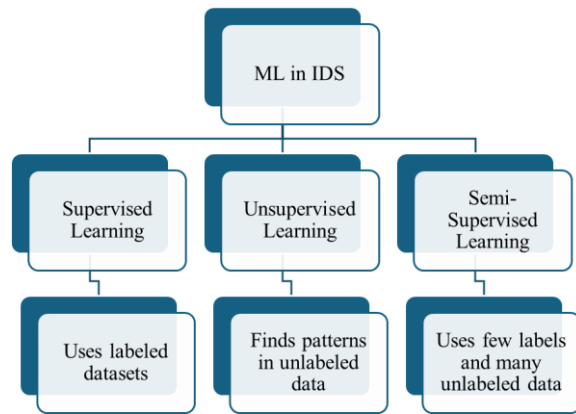 ML in IDS
Supervised
Learning
Unsupervised
Learning
Semi-
Supervised
Learning
Uses labeled
datasets
Finds patterns
in unlabeled
data
Uses few labels
and many
unlabeled data